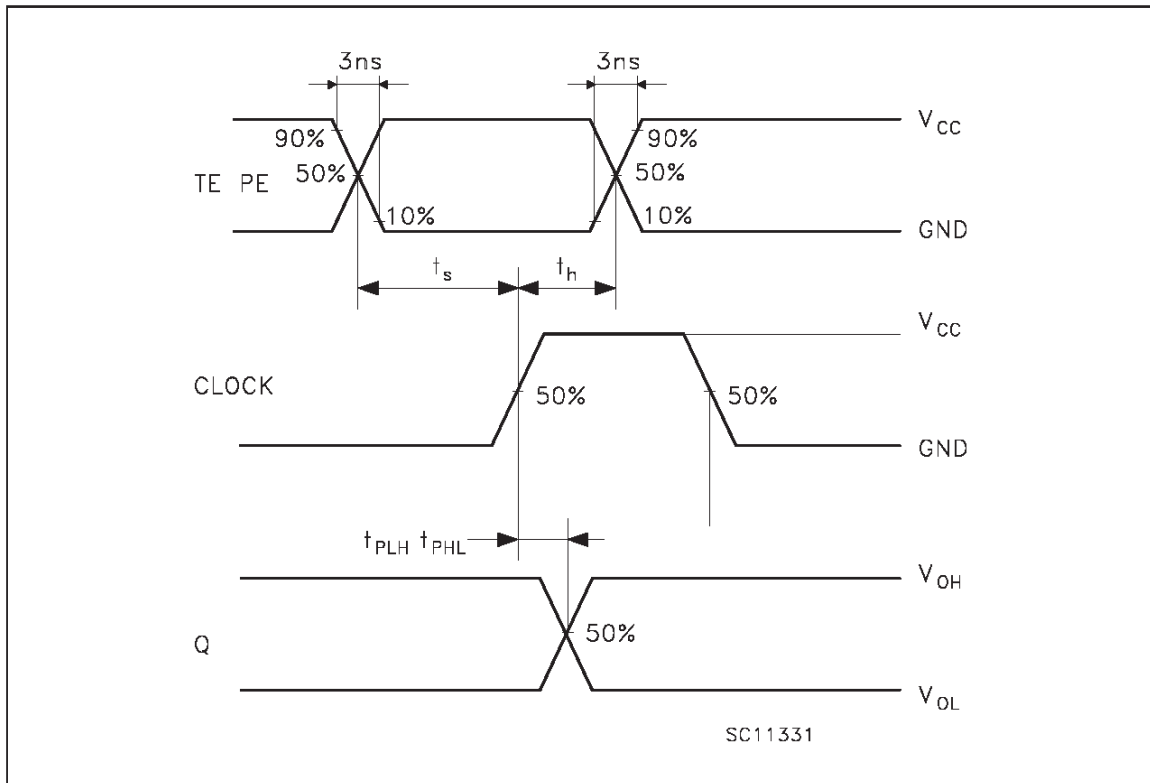 3ns 3ns
V_CC
90% 90%
TE PE 50% 50%
10% 10%
GND
t_s t_h
V_CC
CLOCK 50% 50%
GND
t_PLH t_PHL
V_OH
Q 50%
V_OL
SC11331